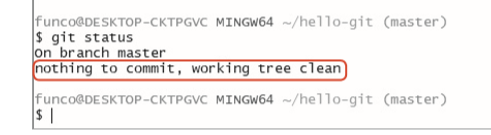 funco@DESKTOP-CKTPGVC MINGW64 ~/hello-git (master)
$ git status
On branch master
nothing to commit, working tree clean
funco@DESKTOP-CKTPGVC MINGW64 ~/hello-git (master)
$